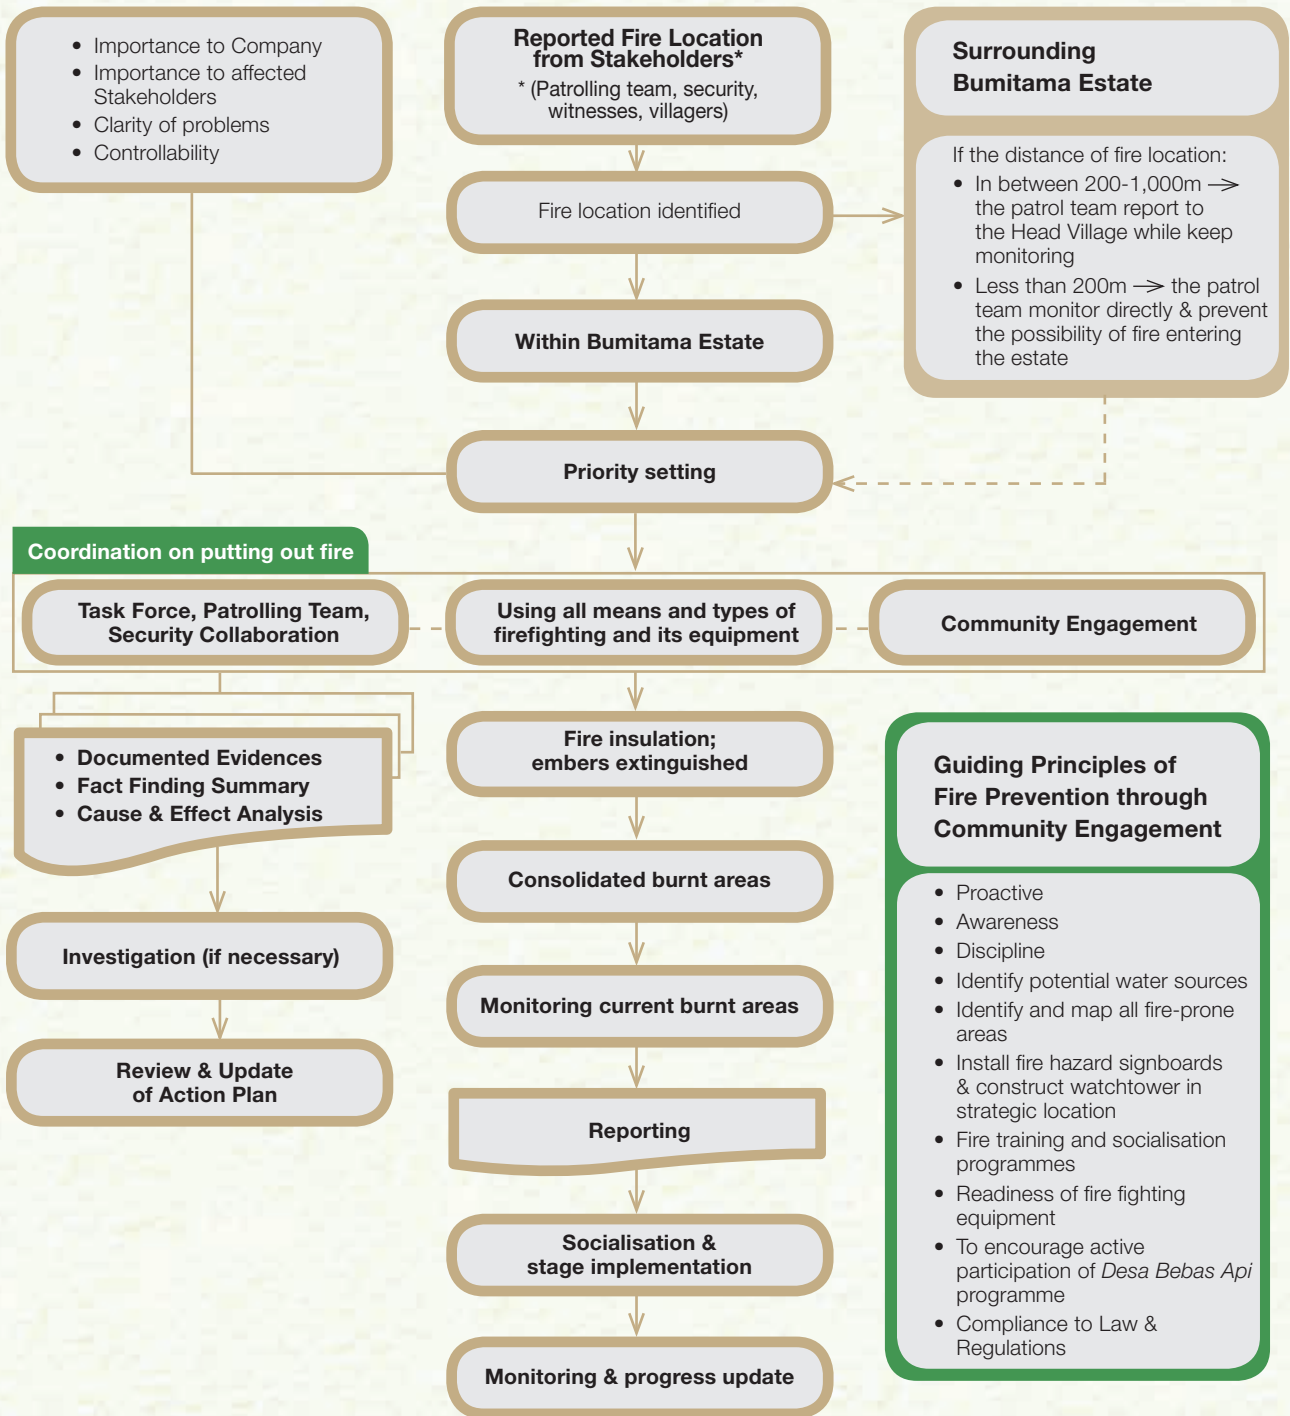 • Importance to Company
• Importance to affected
Stakeholders
• Clarity of problems
• Controllability
Reported Fire Location
from Stakeholders*
* (Patrolling team, security,
witnesses, villagers)
Fire location identified
Surrounding
Bumitama Estate
If the distance of fire location:
• In between 200-1,000m →
the patrol team report to
the Head Village while keep
monitoring
• Less than 200m → the patrol
team monitor directly & prevent
the possibility of fire entering
the estate
Within Bumitama Estate
Priority setting
Coordination on putting out fire
Task Force, Patrolling Team,
Security Collaboration
Using all means and types of
firefighting and its equipment
Community Engagement
• Documented Evidences
• Fact Finding Summary
• Cause & Effect Analysis
Investigation (if necessary)
Review & Update
of Action Plan
Fire insulation;
embers extinguished
Consolidated burnt areas
Monitoring current burnt areas
Reporting
Socialisation &
stage implementation
Monitoring & progress update
Guiding Principles of
Fire Prevention through
Community Engagement
• Proactive
• Awareness
• Discipline
• Identify potential water sources
• Identify and map all fire-prone
areas
• Install fire hazard signboards
& construct watchtower in
strategic location
• Fire training and socialisation
programmes
• Readiness of fire fighting
equipment
• To encourage active
participation of Desa Bebas Api
programme
• Compliance to Law &
Regulations